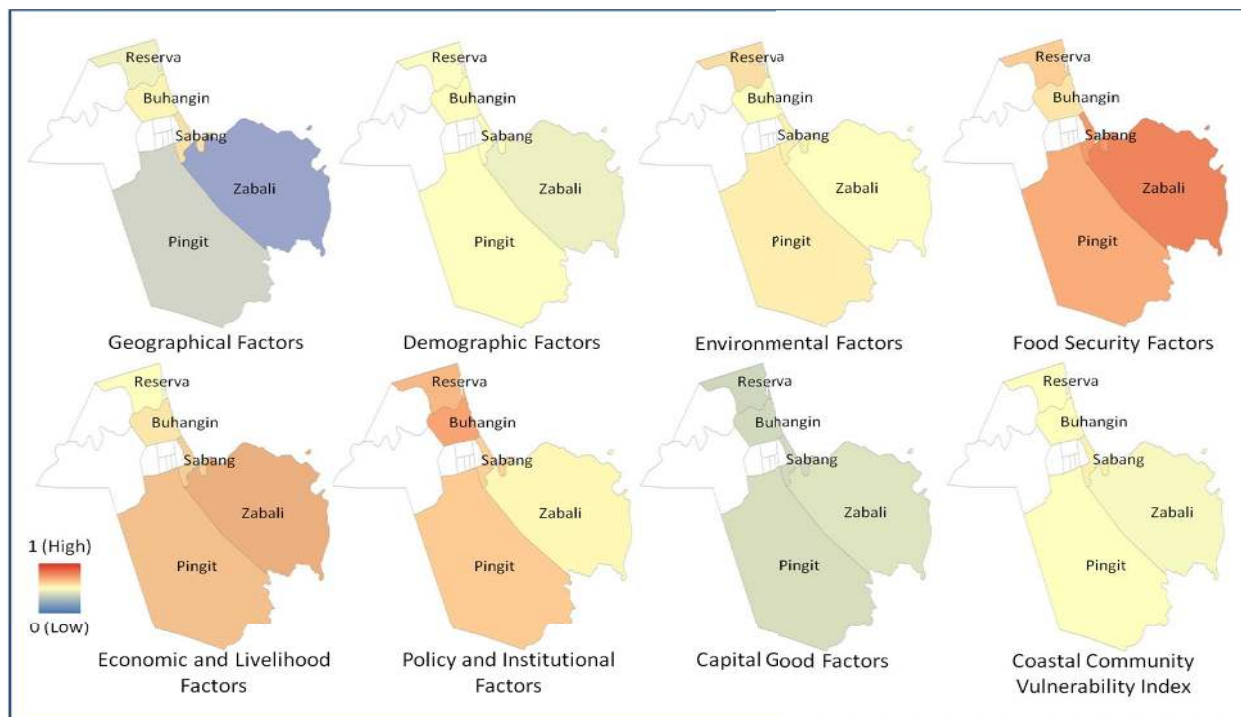 Reserva
Buhangin
Sabang
Zabali
Pingit
Geographical Factors
Reserva
Buhangin
Sabang
Zabali
Pingit
Demographic Factors
Reserva
Buhangin
Sabang
Zabali
Pingit
Environmental Factors
Reserva
Buhangin
Sabang
Zabali
Pingit
Food Security Factors
Reserva
Buhangin
Sabang
Zabali
Pingit
1 (High)
0 (Low)
Economic and Livelihood
Factors
Reserva
Buhangin
Sabang
Zabali
Pingit
Policy and Institutional
Factors
Reserva
Buhangin
Sabang
Zabali
Pingit
Capital Good Factors
Reserva
Buhangin
Sabang
Zabali
Pingit
Coastal Community
Vulnerability Index